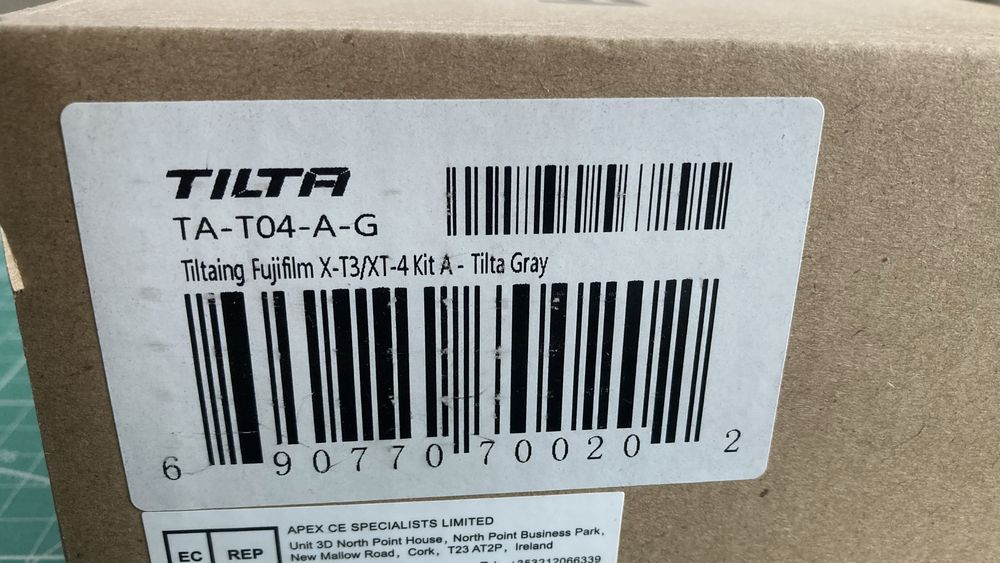 TILTA
TA-T04-A-G
Tiltaing Fujifilm X-T3/XT-4 Kit A - Tilta Gray
6 90770 70020 2
EC REP
APEX CE SPECIALISTS LIMITED
Unit 3D North Point House, North Point Business Park,
New Mallow Road, Cork, T23 AT2P, Ireland
+353212066339